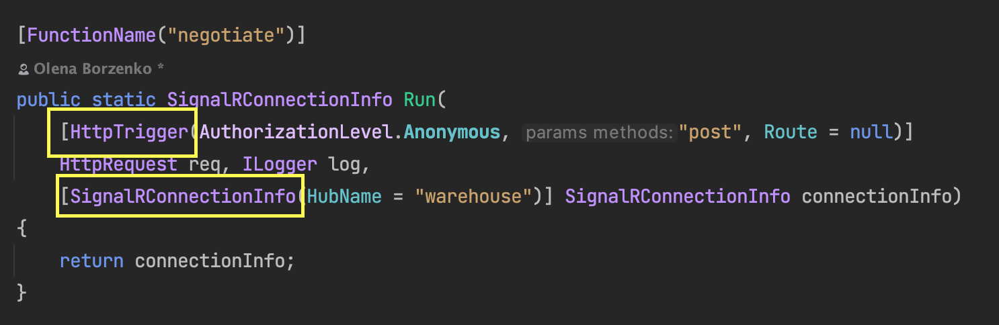 [FunctionName("negotiate")]
Olena Borzenko *
public static SignalRConnectionInfo Run(
[HttpTrigger(AuthorizationLevel.Anonymous, params methods: "post", Route = null)]
HttpRequest req, ILogger log,
[SignalRConnectionInfo(HubName = "warehouse")] SignalRConnectionInfo connectionInfo)
{
return connectionInfo;
}